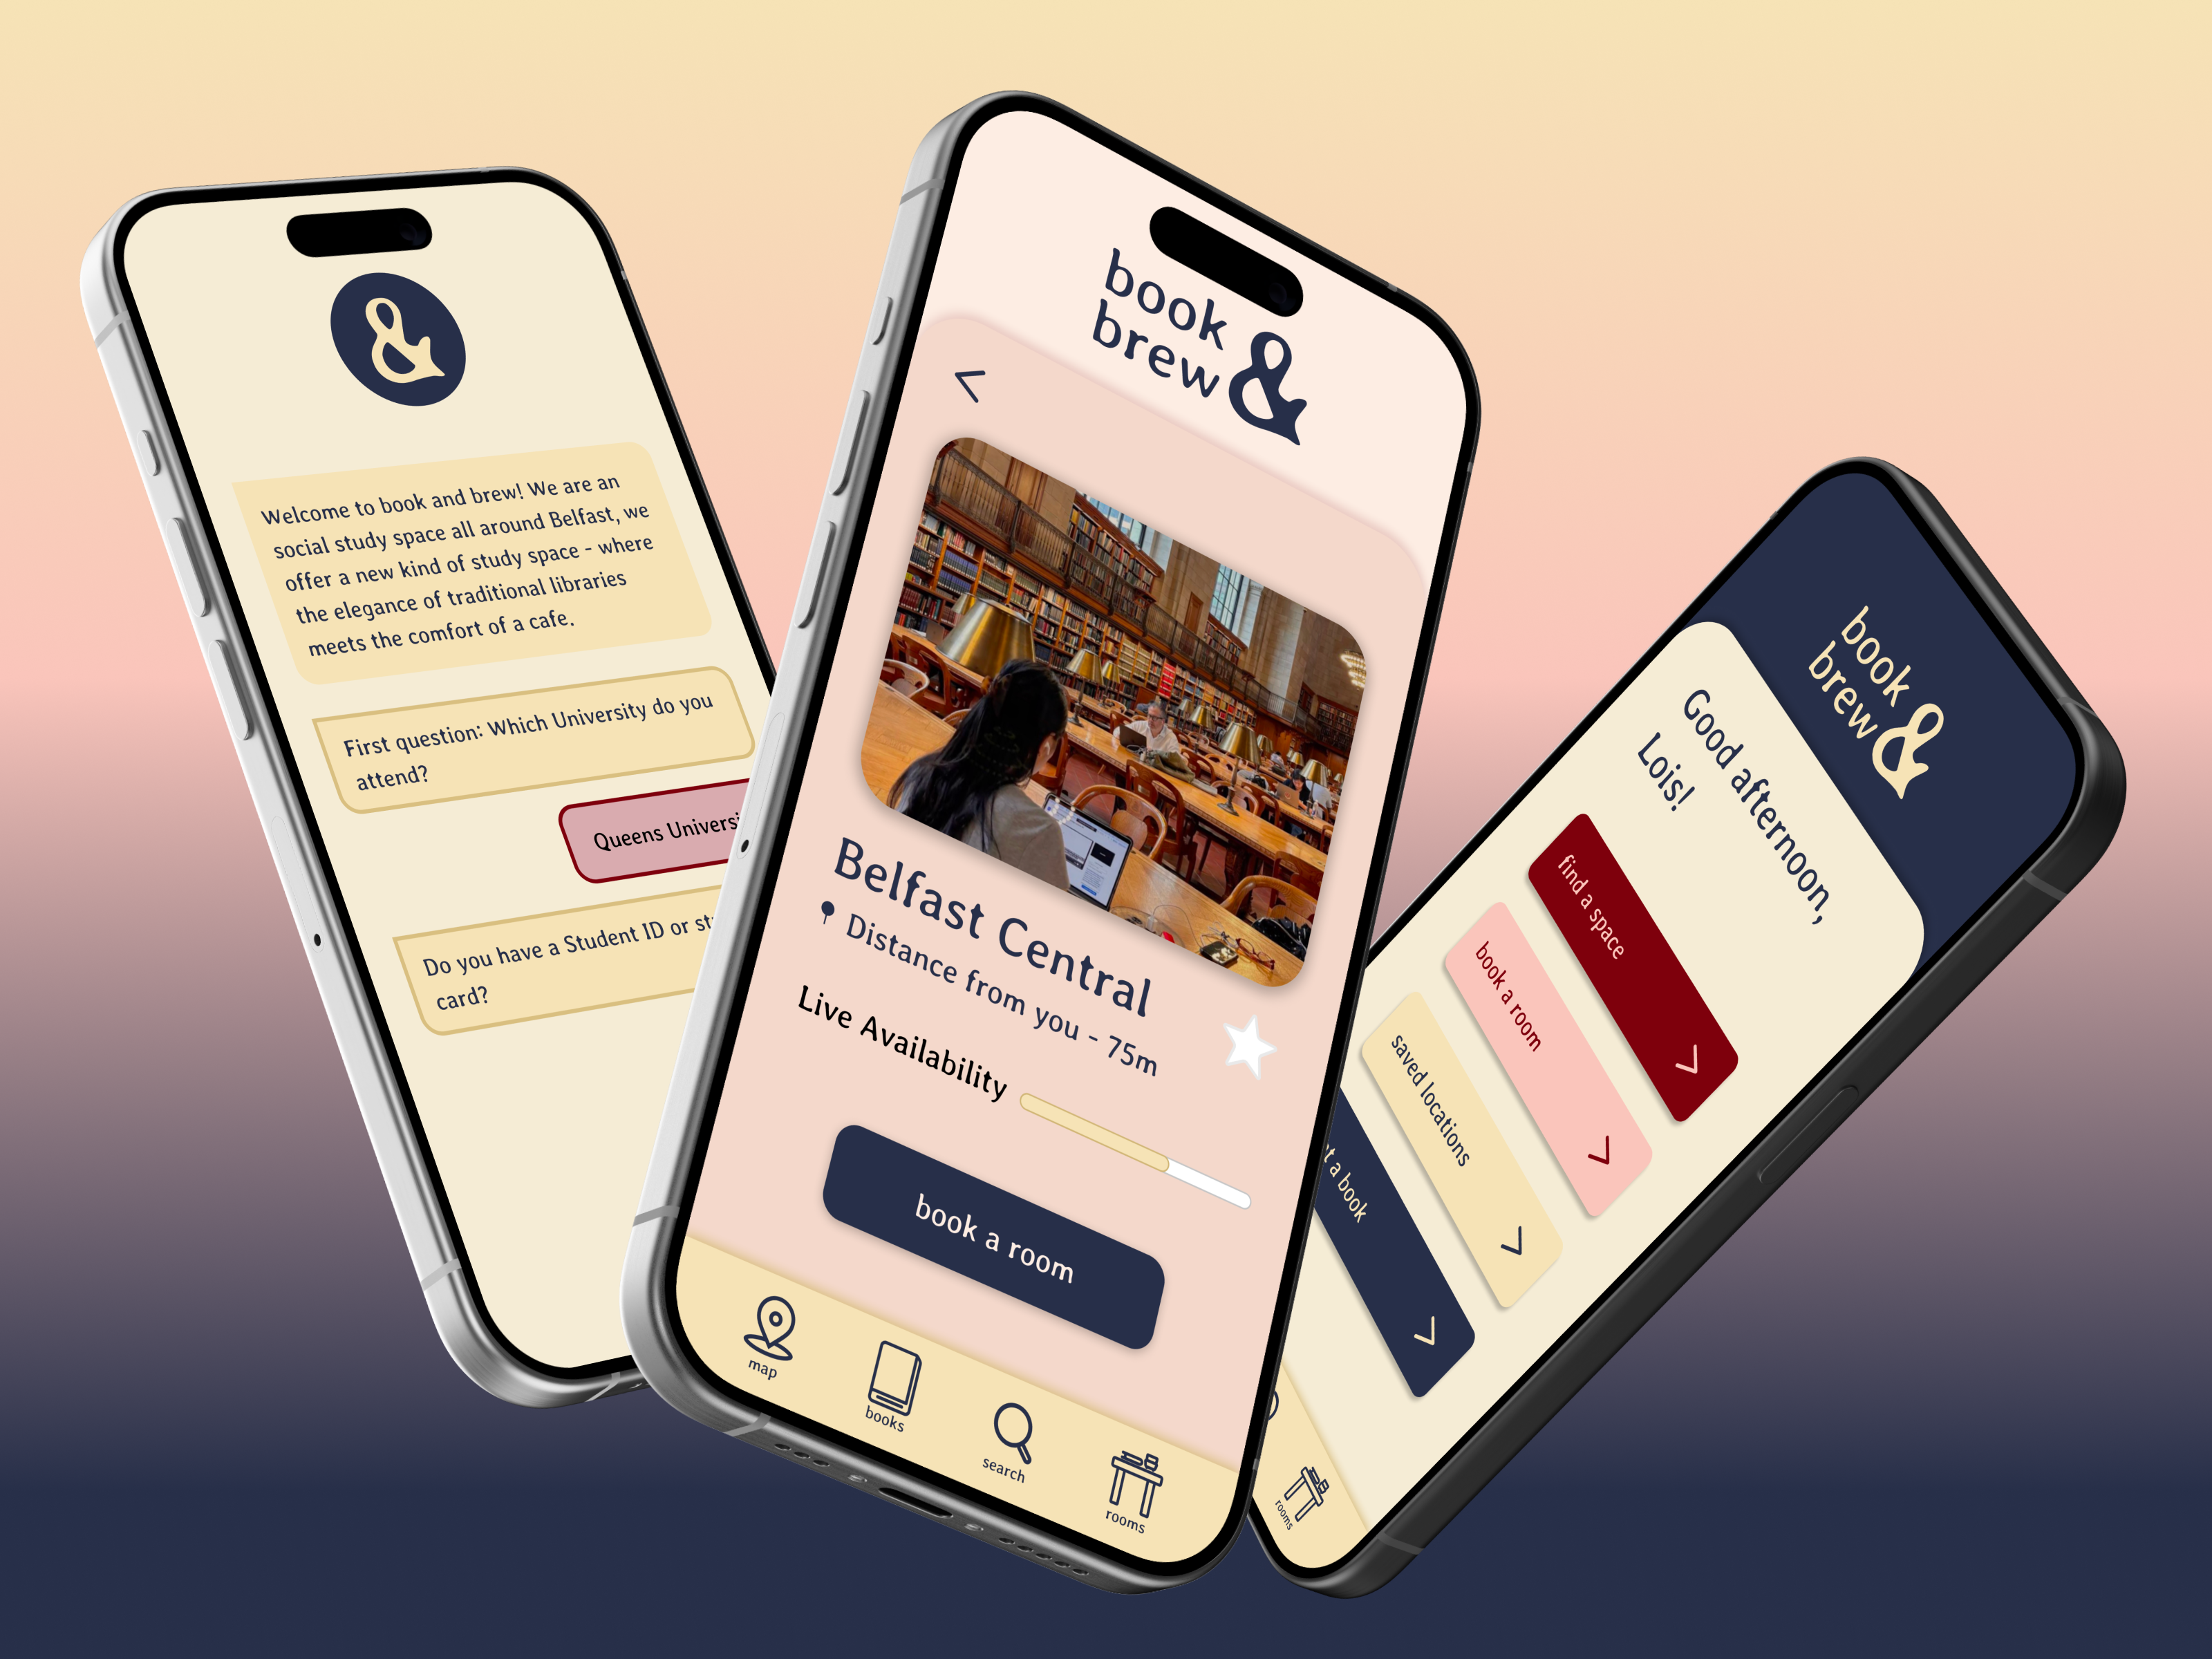 &
Welcome to book and brew! We are an
social study space all around Belfast, we
offer a new kind of study space - where
the elegance of traditional libraries
meets the comfort of a cafe.
First question: Which University do you
attend?
Queens
Do you have a Student ID or
card?
book
brew &
<
Belfast Central
Distance from you - 75m
Live Availability
book a room
map
books
search
rooms
book
brew &
Good afternoon,
Lois!
find a space
book a room
saved locations
a book
rooms